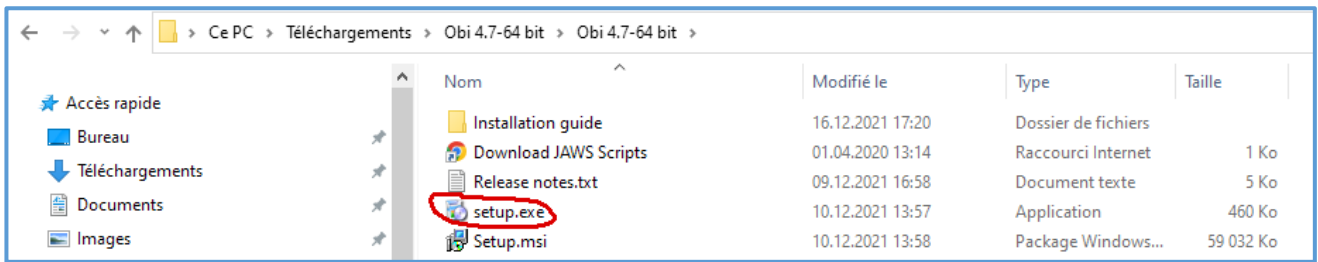 Ce PC > Téléchargements > Obi 4.7-64 bit > Obi 4.7-64 bit >
Nom Modifié le Type Taille
Accès rapide
Bureau
Téléchargements
Documents
Images
Installation guide 16.12.2021 17:20 Dossier de fichiers
Download JAWS Scripts 01.04.2020 13:14 Raccourci Internet 1 Ko
Release notes.txt 09.12.2021 16:58 Document texte 5 Ko
setup.exe 10.12.2021 13:57 Application 460 Ko
Setup.msi 10.12.2021 13:58 Package Windows... 59 032 Ko